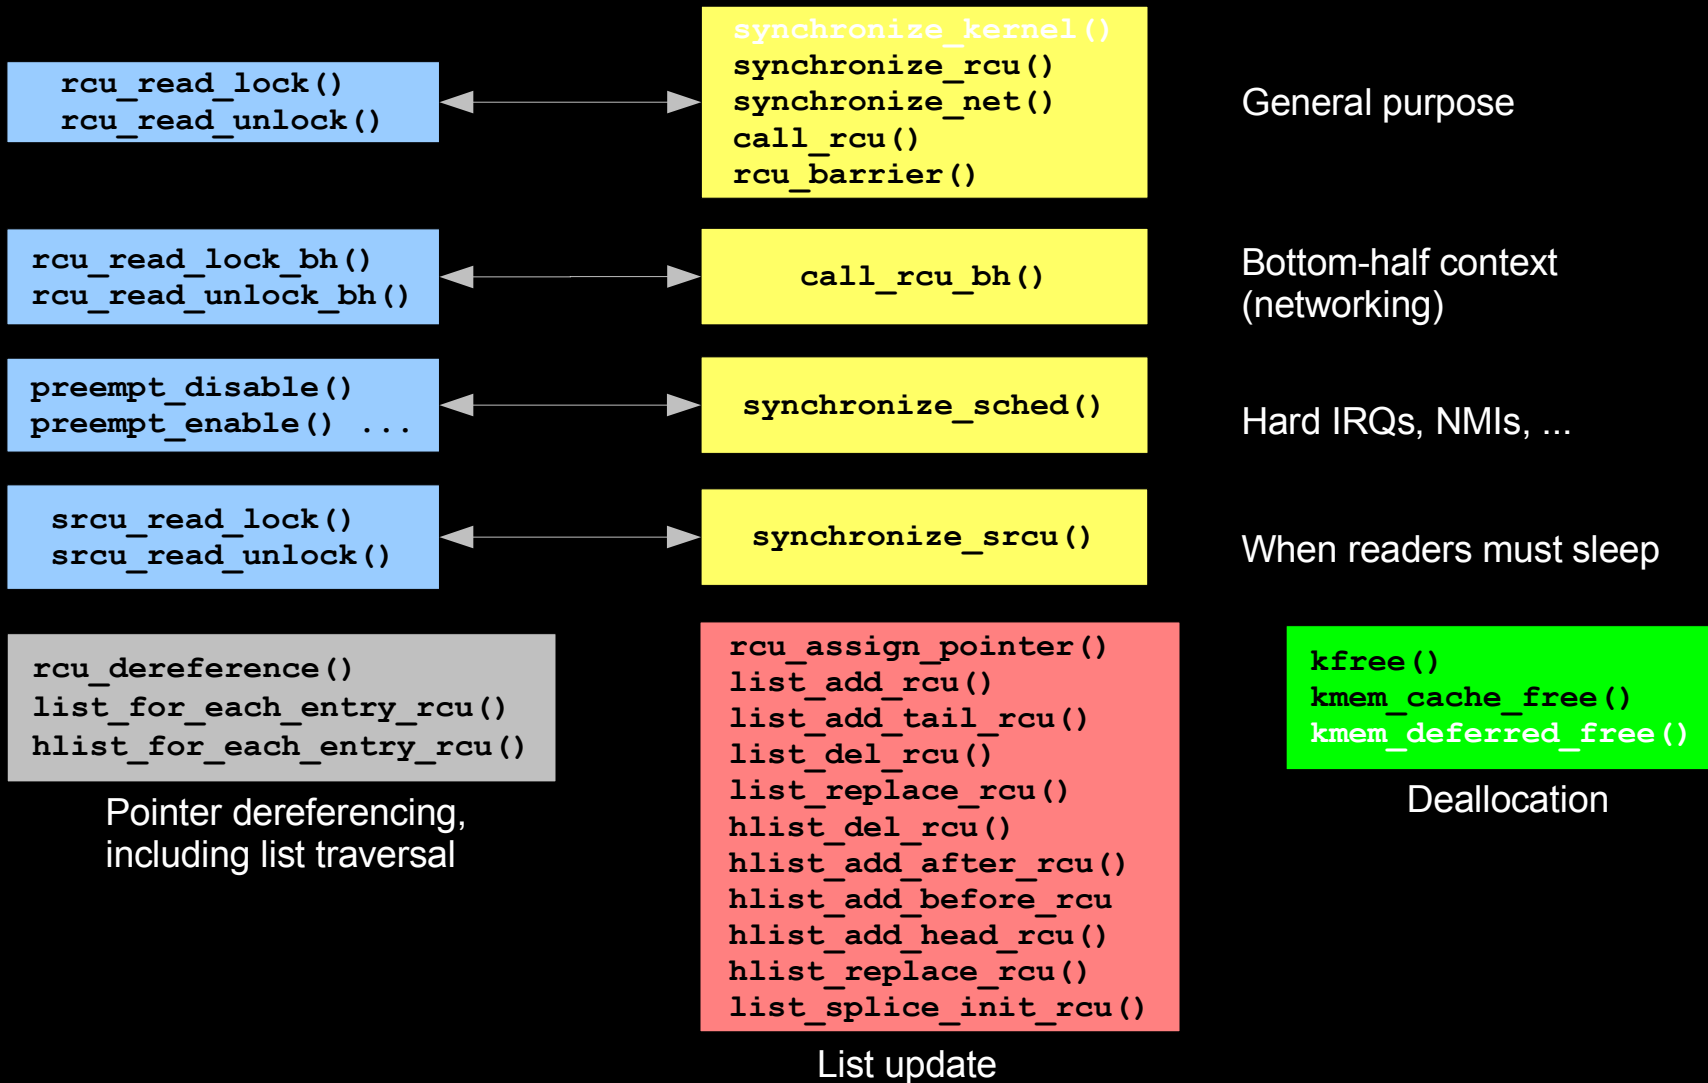 rcu_read_lock()
rcu_read_unlock()
synchronize_kernel()
synchronize_rcu()
synchronize_net()
call_rcu()
rcu_barrier()
General purpose
rcu_read_lock_bh()
rcu_read_unlock_bh()
call_rcu_bh()
Bottom-half context
(networking)
preempt_disable()
preempt_enable() ...
synchronize_sched()
Hard IRQs, NMIs, ...
srcu_read_lock()
srcu_read_unlock()
synchronize_srcu()
When readers must sleep
rcu_dereference()
list_for_each_entry_rcu()
hlist_for_each_entry_rcu()
Pointer dereferencing,
including list traversal
rcu_assign_pointer()
list_add_rcu()
list_add_tail_rcu()
list_del_rcu()
list_replace_rcu()
hlist_del_rcu()
hlist_add_after_rcu()
hlist_add_before_rcu
hlist_add_head_rcu()
hlist_replace_rcu()
list_splice_init_rcu()
List update
kfree()
kmem_cache_free()
kmem_deferred_free()
Deallocation